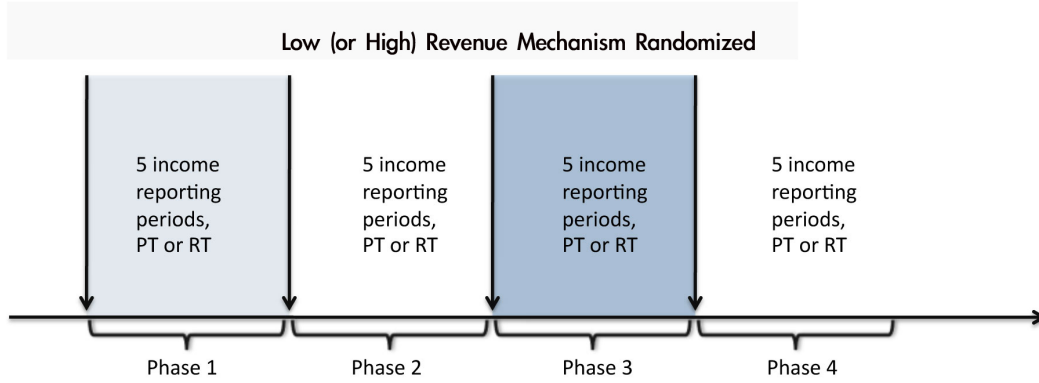 Low (or High) Revenue Mechanism Randomized
5 income
reporting
periods,
PT or RT
5 income
reporting
periods,
PT or RT
5 income
reporting
periods,
PT or RT
5 income
reporting
periods,
PT or RT
Phase 1
Phase 2
Phase 3
Phase 4